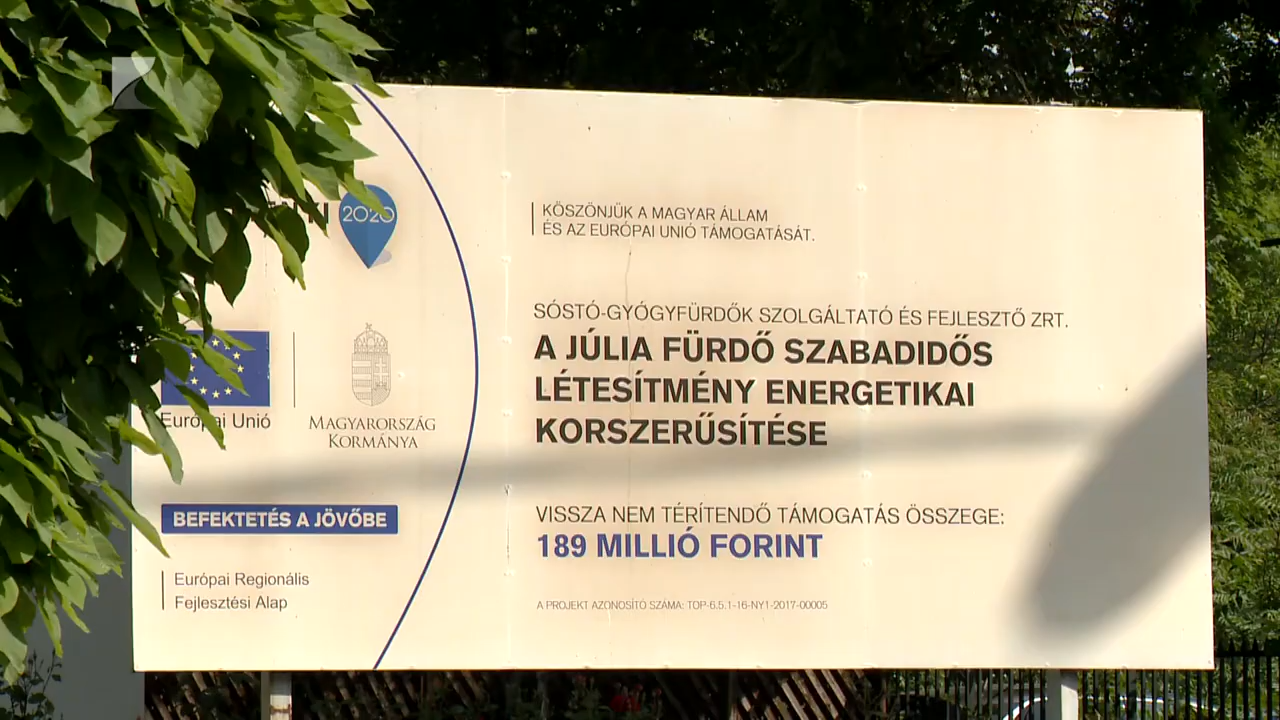 2020
KÖSZÖNJÜK A MAGYAR ÁLLAM
ÉS AZ EURÓPAI UNIÓ TÁMOGATÁSÁT.
SÓSTÓ-GYÓGYFÜRDŐK SZOLGÁLTATÓ ÉS FEJLESZTŐ ZRT.
A JÚLIA FÜRDŐ SZABADIDŐS
LÉTESÍTMÉNY ENERGETIKAI
KORSZERŰSÍTÉSE
Európai Unió
MAGYARORSZÁG
KORMÁNYA
BEFEKTETÉS A JÖVŐBE
VISSZA NEM TÉRÍTENDŐ TÁMOGATÁS ÖSSZEGE:
189 MILLIÓ FORINT
Európai Regionális
Fejlesztési Alap
A PROJEKT AZONOSÍTÓ SZÁMA: TOP-6.5.1-16-NY1-2017-00005